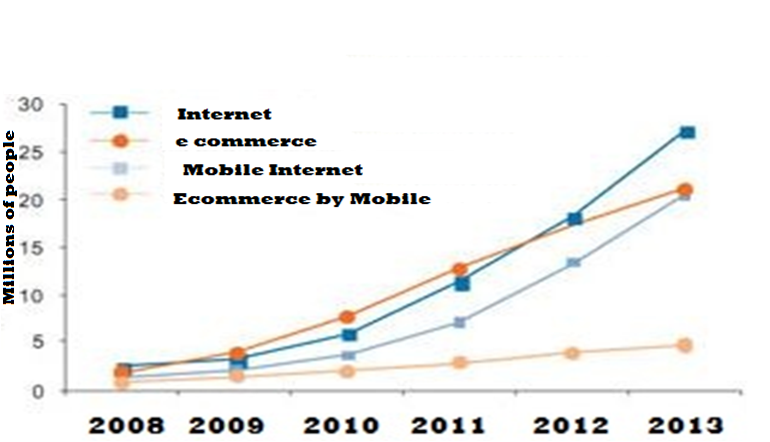 30
Internet
e commerce
25
Mobile Internet
20
Ecommerce by Mobile
Millions of people
15
10
5
0
2008 2009 2010 2011 2012 2013